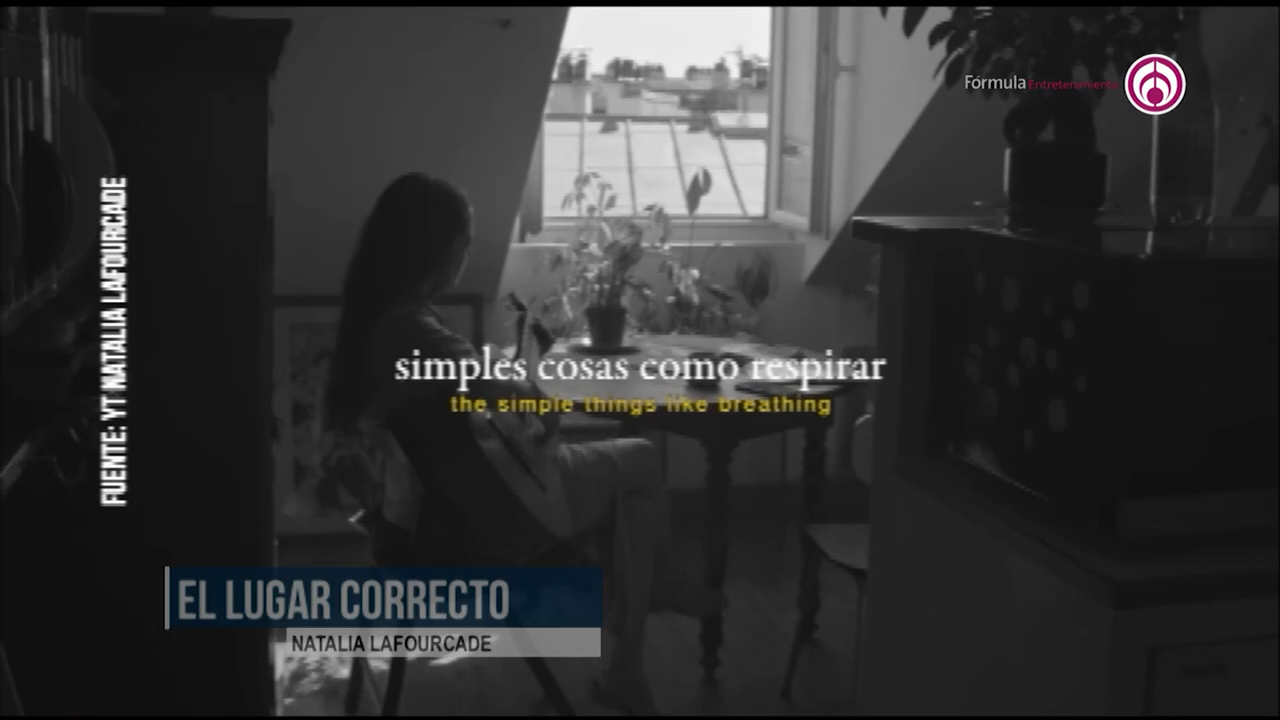 Fórmula Entretenimiento
FUENTE: YT NATALIA LAFOURCADE
simples cosas como respirar
the simple things like breathing
EL LUGAR CORRECTO
NATALIA LAFOURCADE